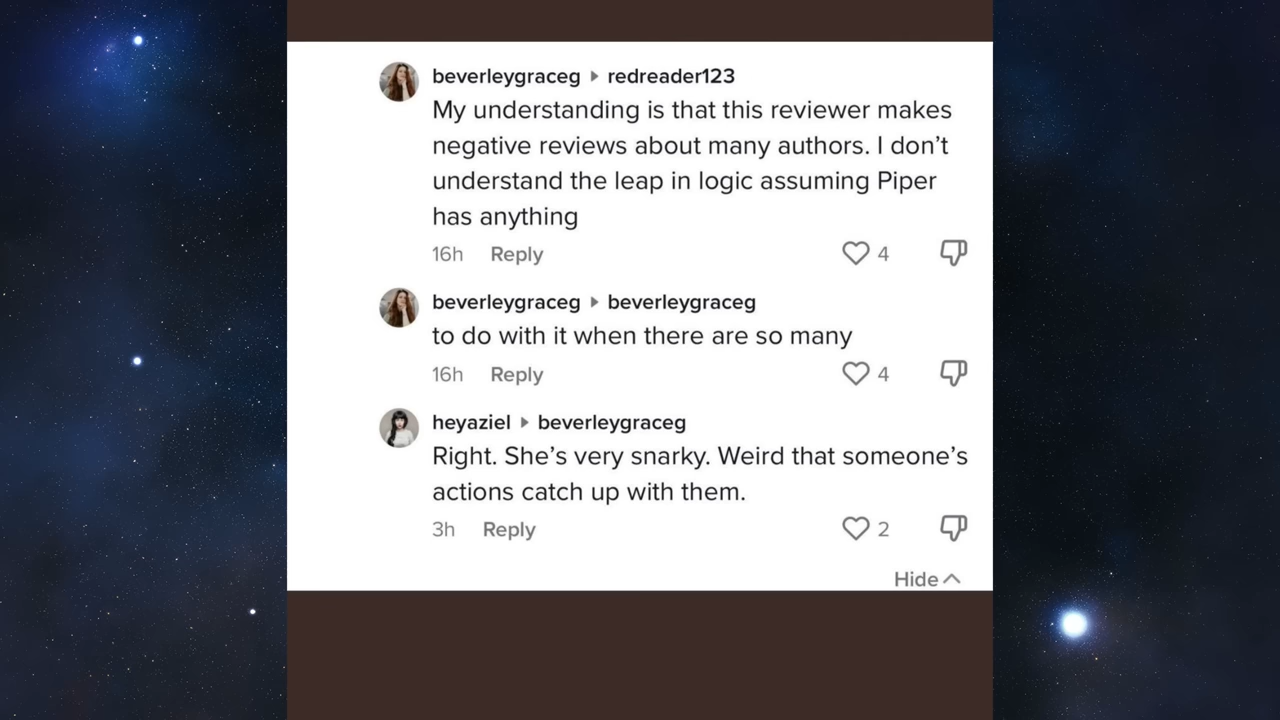 beverleygraceg ▸ redreader123
My understanding is that this reviewer makes
negative reviews about many authors. I don’t
understand the leap in logic assuming Piper
has anything
16h Reply 4
beverleygraceg ▸ beverleygraceg
to do with it when there are so many
16h Reply 4
heyaziel ▸ beverleygraceg
Right. She’s very snarky. Weird that someone’s
actions catch up with them.
3h Reply 2
Hide